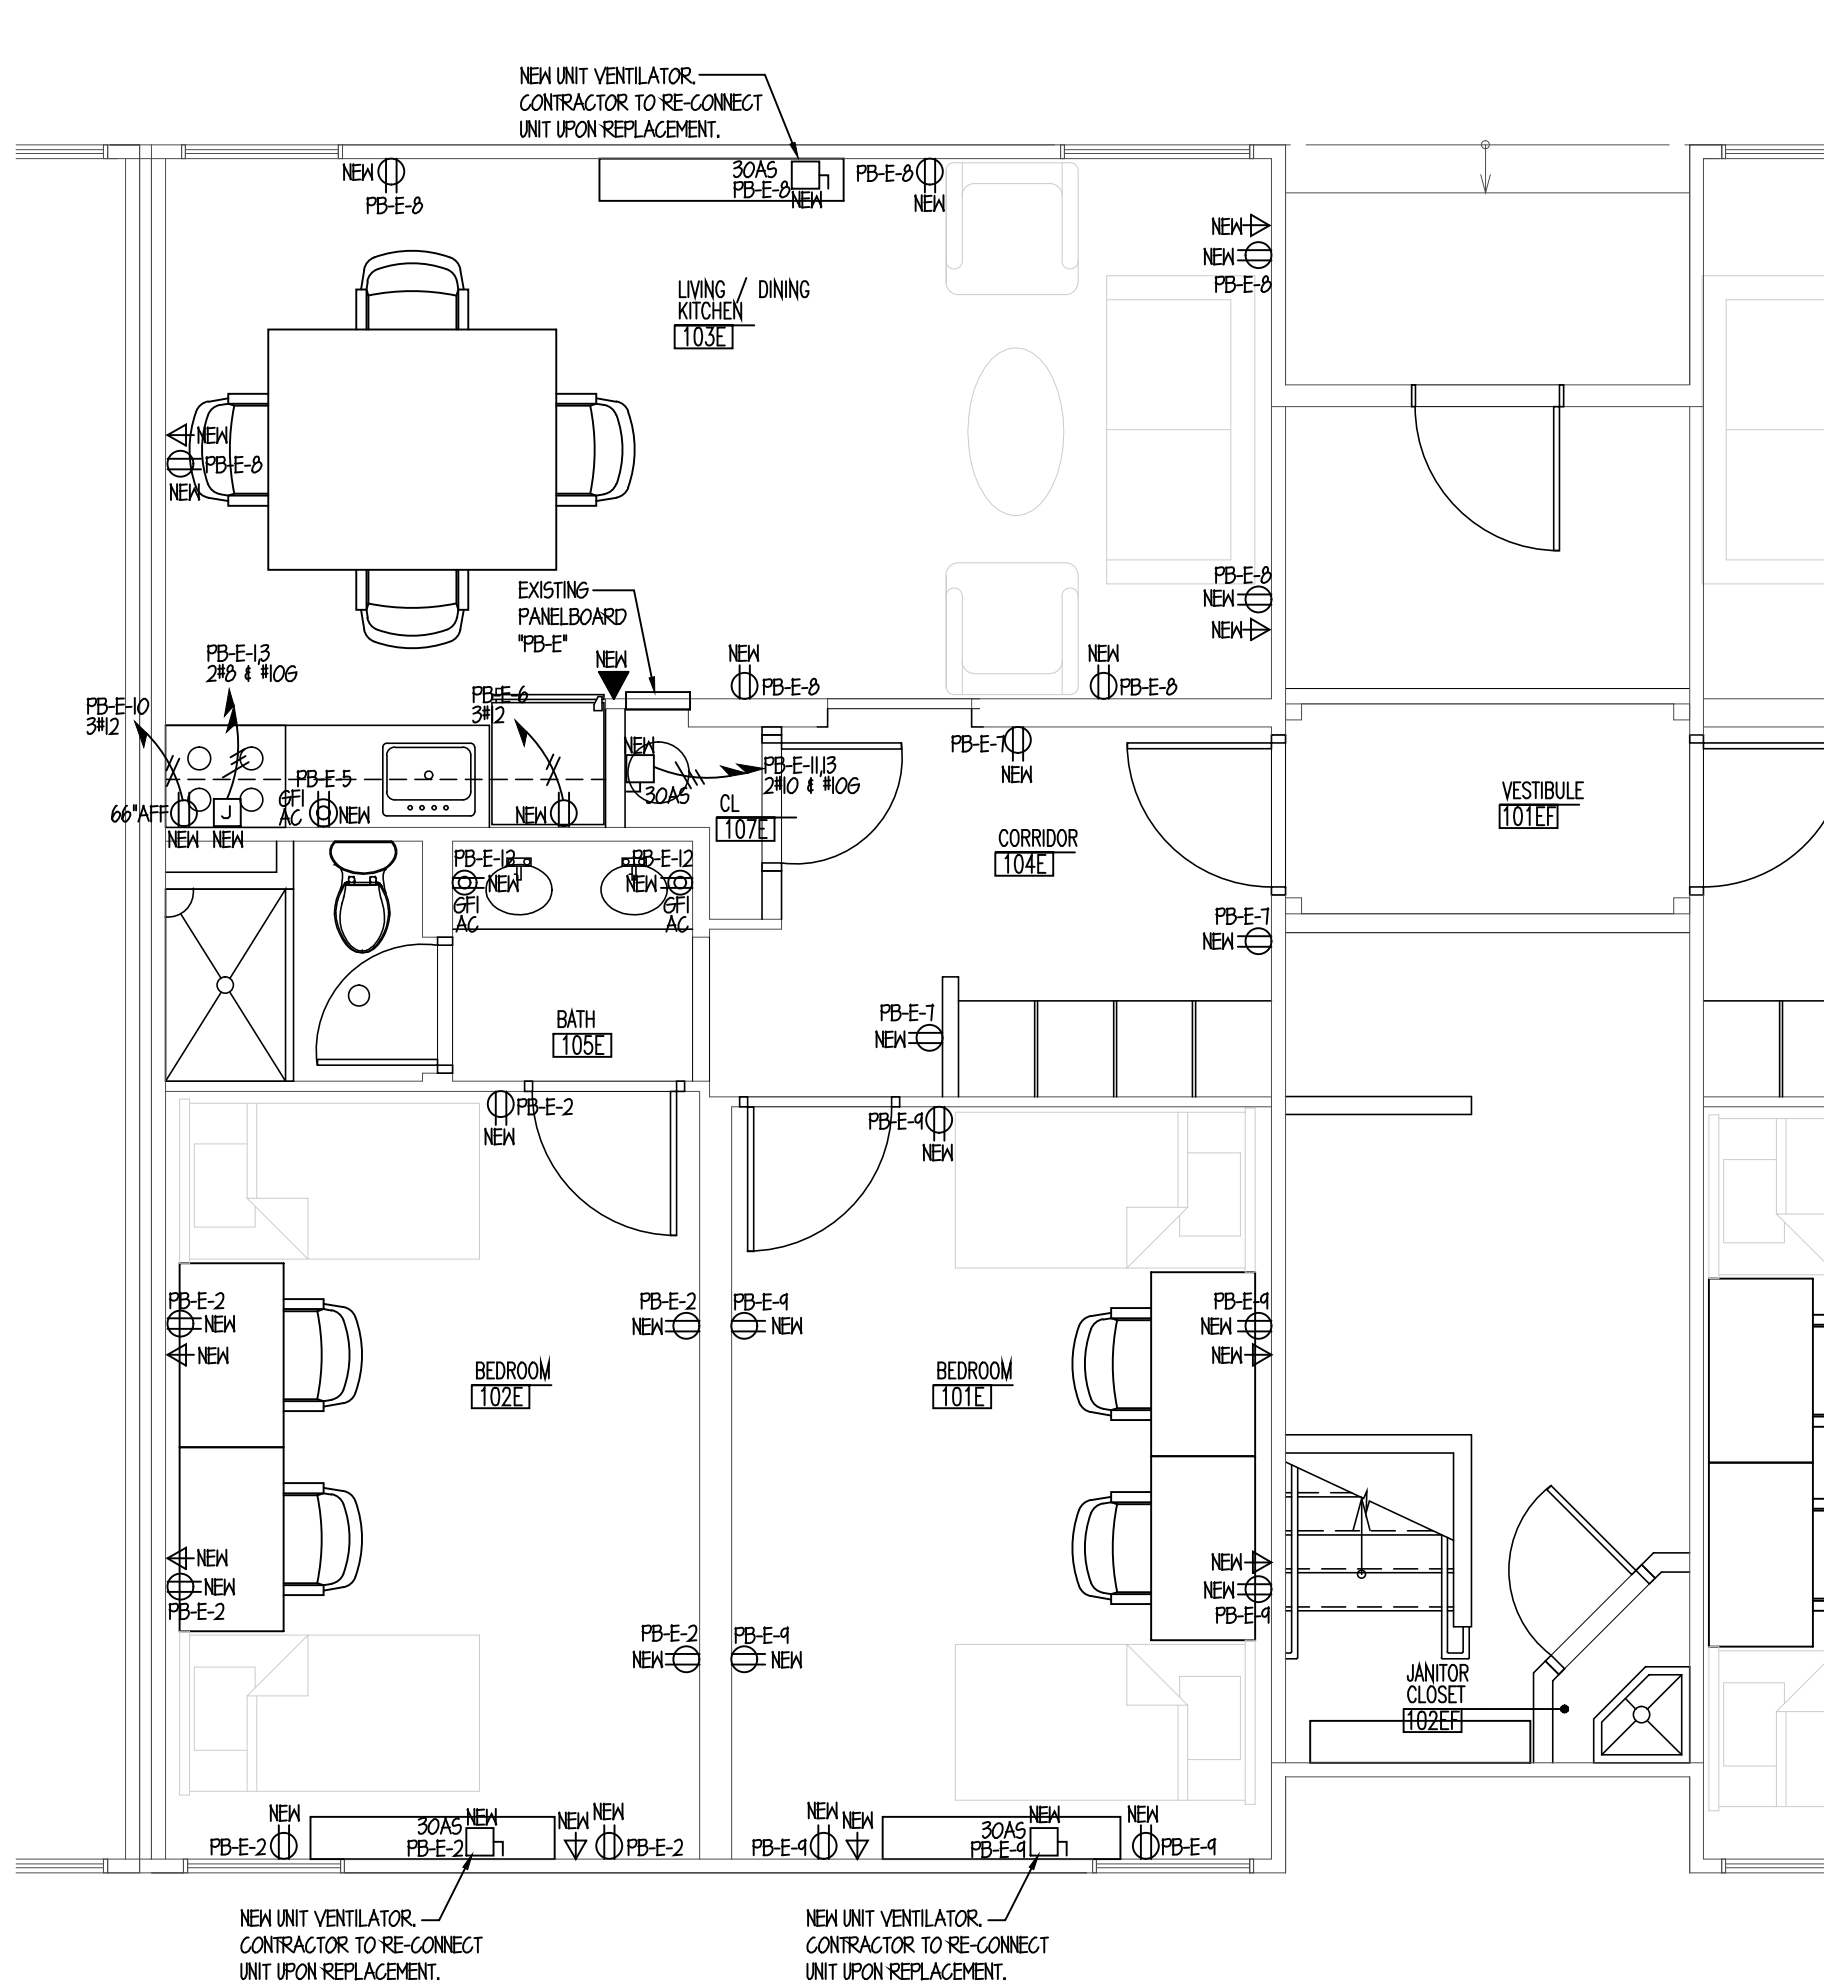 NEW UNIT VENTILATOR.
CONTRACTOR TO RE-CONNECT
UNIT UPON REPLACEMENT.
NEW
PB-E-8
30AS
PB-E-8
NEW
PB-E-8
NEW
NEW
NEW
PB-E-8
LIVING / DINING
KITCHEN
103E
NEW
PB-E-8
NEW
EXISTING
PANELBOARD
"PB-E"
PB-E-8
NEW
NEW
PB-E-1,3
2#8 & #10G
NEW
NEW
PB-E-8
NEW
PB-E-8
PB-E-10
3#12
PB-E-6
3#12
NEW
PB-E-7
NEW
PB-E-11,13
2#10 & #10G
30AS
PB-E-5
GFI
AC
NEW
66"AFF
J
NEW
NEW
NEW
CL
107E
VESTIBULE
101EF
CORRIDOR
104E
PB-E-12
NEW
GFI
AC
PB-E-12
NEW
GFI
AC
PB-E-7
NEW
PB-E-7
NEW
BATH
105E
PB-E-2
NEW
PB-E-9
NEW
PB-E-2
NEW
NEW
PB-E-2
NEW
PB-E-9
NEW
PB-E-9
NEW
NEW
BEDROOM
102E
BEDROOM
101E
NEW
NEW
PB-E-2
NEW
NEW
PB-E-9
PB-E-2
NEW
PB-E-9
NEW
JANITOR
CLOSET
102EF
NEW
PB-E-2
30AS
PB-E-2
NEW
NEW
NEW
PB-E-2
NEW
PB-E-9
NEW
30AS
PB-E-9
NEW
NEW
PB-E-9
NEW UNIT VENTILATOR.
CONTRACTOR TO RE-CONNECT
UNIT UPON REPLACEMENT.
NEW UNIT VENTILATOR.
CONTRACTOR TO RE-CONNECT
UNIT UPON REPLACEMENT.